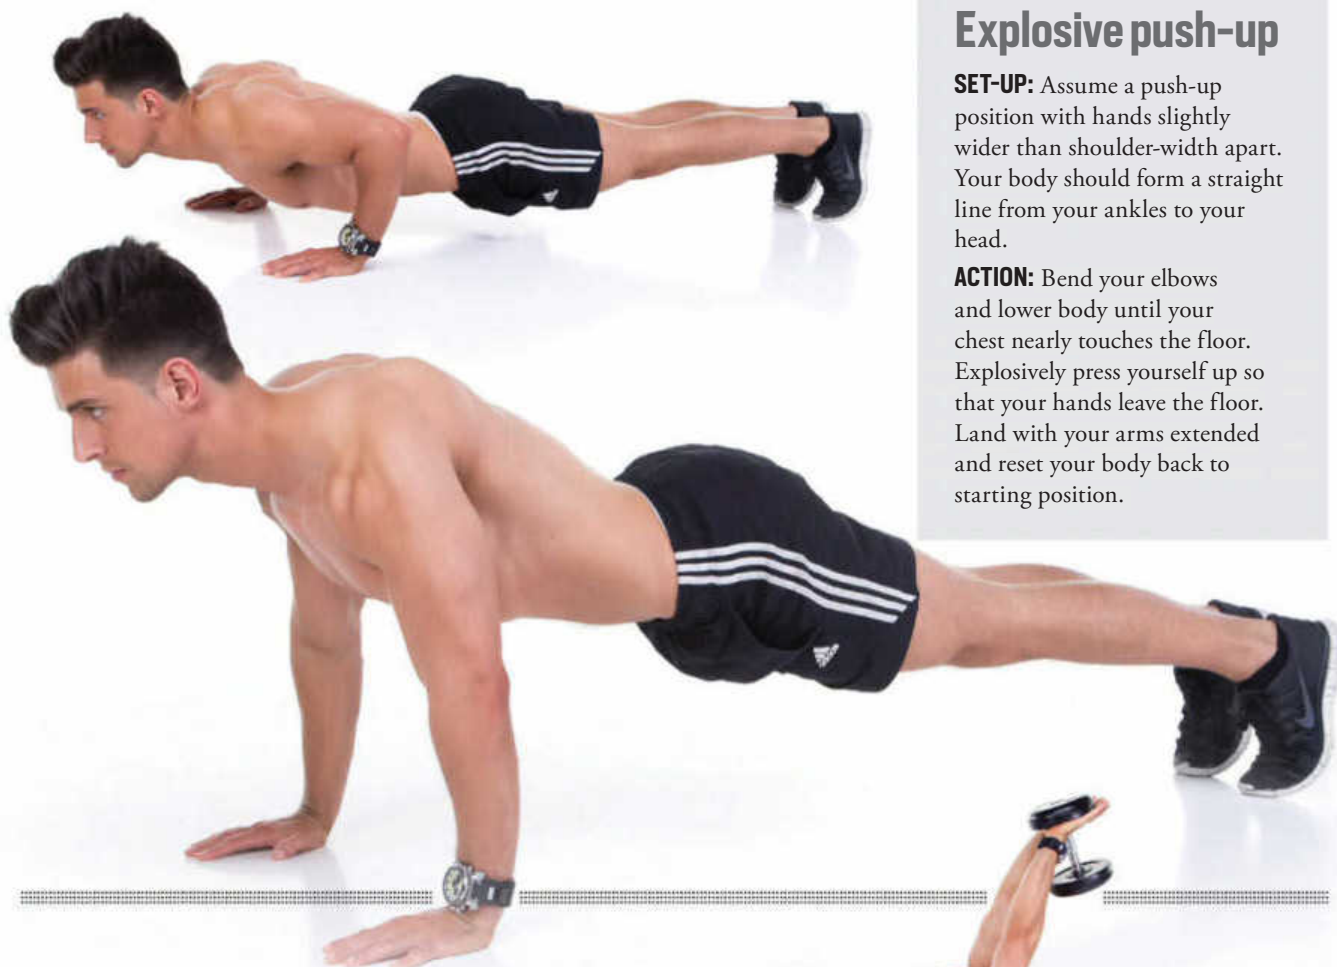 Explosive push-up
SET-UP: Assume a push-up
position with hands slightly
wider than shoulder-width apart.
Your body should form a straight
line from your ankles to your
head.
ACTION: Bend your elbows
and lower body until your
chest nearly touches the floor.
Explosively press yourself up so
that your hands leave the floor.
Land with your arms extended
and reset your body back to
starting position.